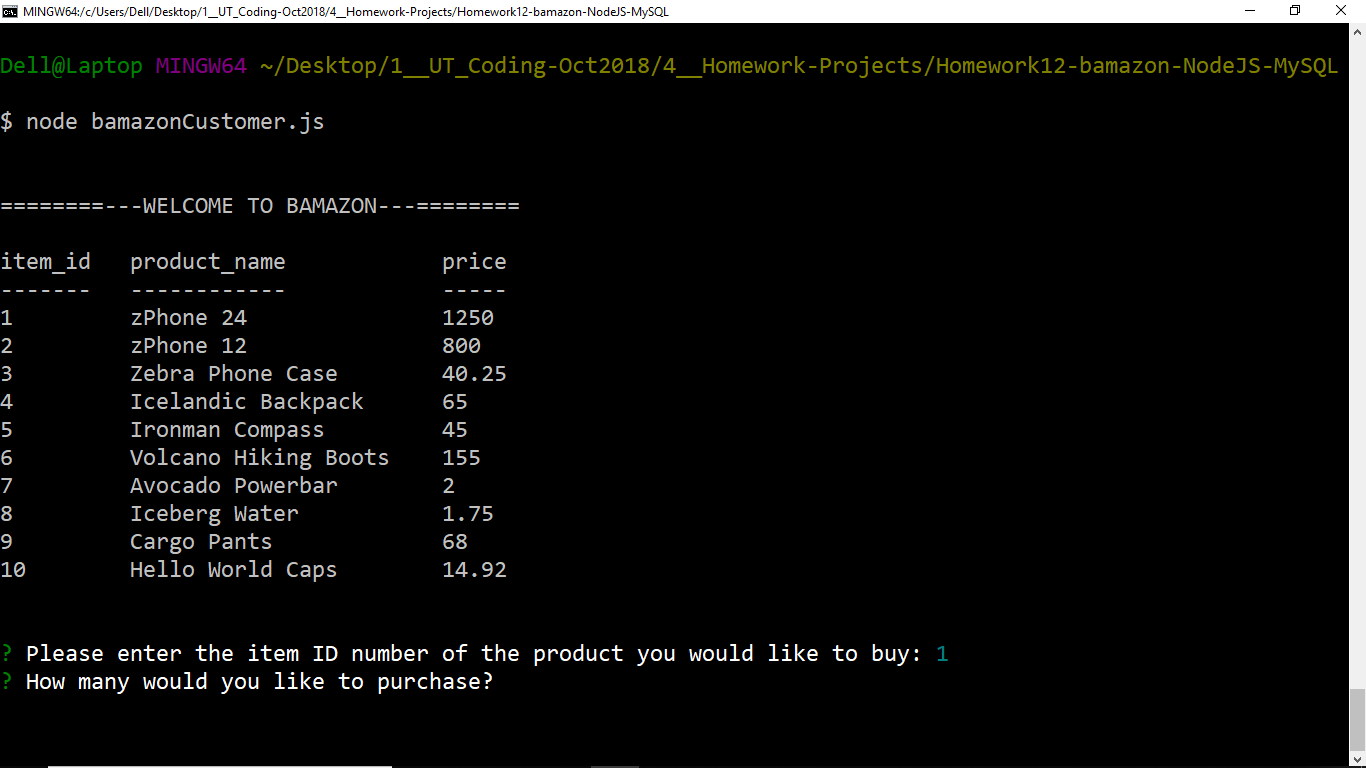 MINGW64:/c/Users/Dell/Desktop/1__UT_Coding-Oct2018/4__Homework-Projects/Homework12-bamazon-NodeJS-MySQL
Dell@Laptop MINGW64 ~/Desktop/1__UT_Coding-Oct2018/4__Homework-Projects/Homework12-bamazon-NodeJS-MySQL
$ node bamazonCustomer.js
========---WELCOME TO BAMAZON---========
item_id   product_name            price
-------   ------------            -----
1         zPhone 24               1250
2         zPhone 12               800
3         Zebra Phone Case        40.25
4         Icelandic Backpack      65
5         Ironman Compass         45
6         Volcano Hiking Boots    155
7         Avocado Powerbar        2
8         Iceberg Water           1.75
9         Cargo Pants             68
10        Hello World Caps        14.92
? Please enter the item ID number of the product you would like to buy: 1
? How many would you like to purchase?